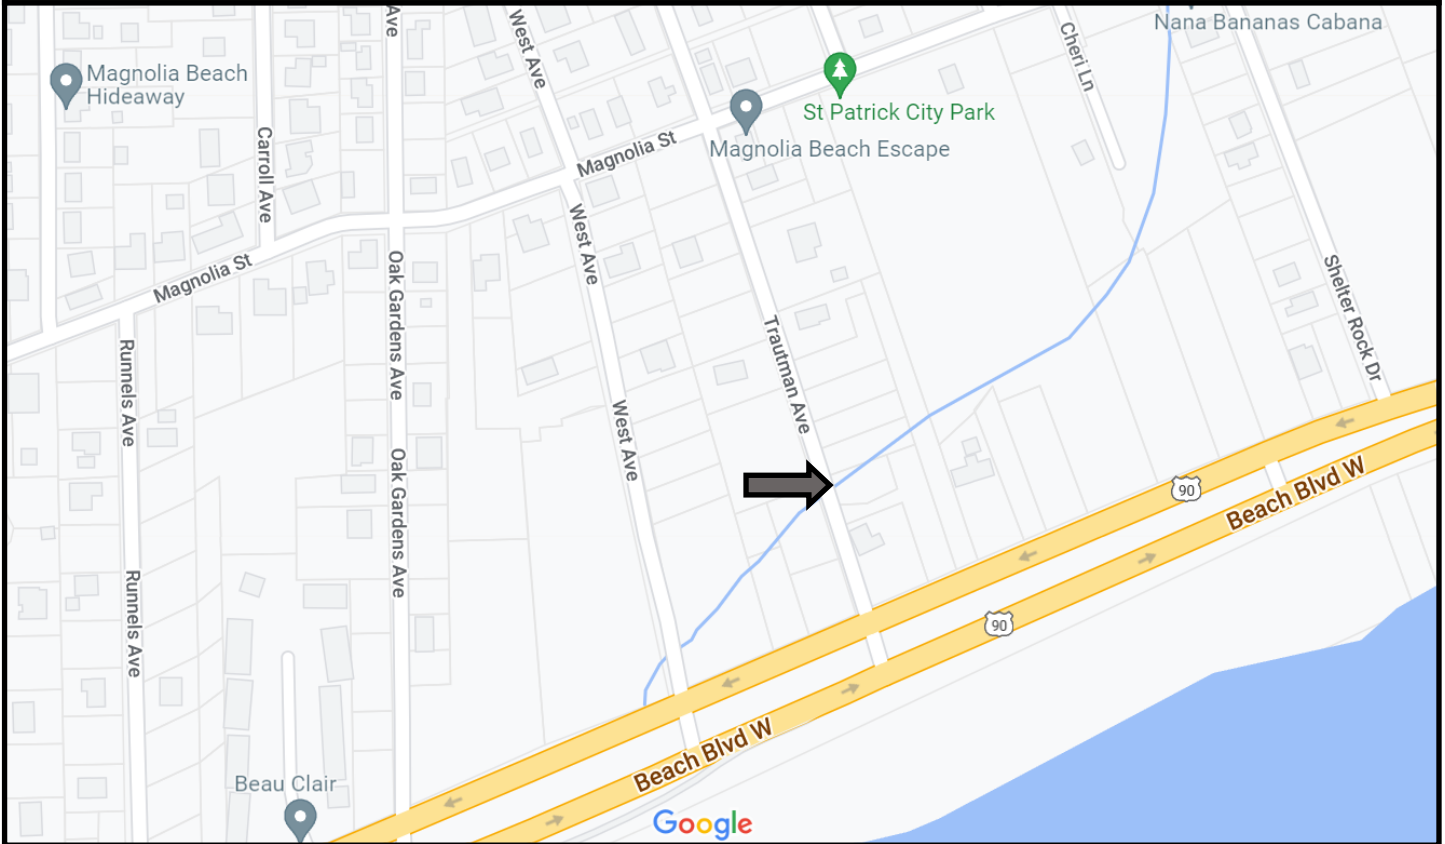 Ave
West Ave
Cheri Ln
Nana Bananas Cabana
Magnolia Beach
Hideaway
St Patrick City Park
Magnolia St
Magnolia Beach Escape
Carroll Ave
West Ave
Magnolia St
Oak Gardens Ave
Shelter Rock Dr
Trautman Ave
Runnels Ave
West Ave
Oak Gardens Ave
90
Beach Blvd W
90
Runnels Ave
Beach Blvd W
Beau Clair
Google